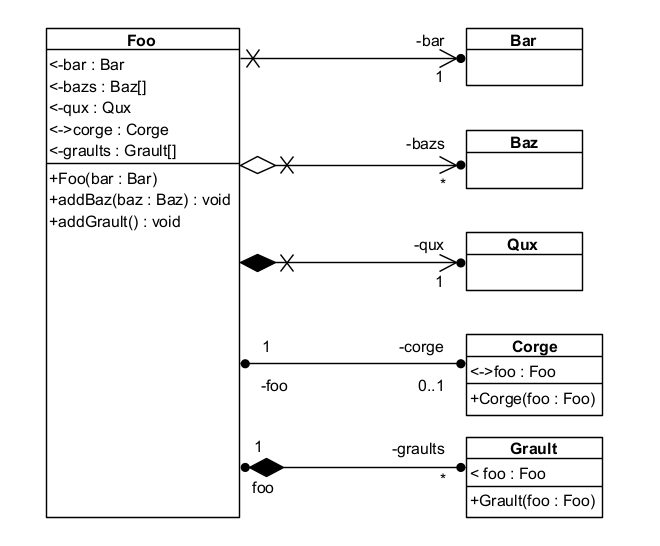 Foo
<-bar : Bar
<-bazs : Baz[]
<-qux : Qux
<->corge : Corge
<-graults : Grault[]
+Foo(bar : Bar)
+addBaz(baz : Baz) : void
+addGrault() : void
-bar
1
Bar
-bazs
*
Baz
-qux
1
Qux
1
-foo
-corge
0..1
Corge
<->foo : Foo
+Corge(foo : Foo)
1
foo
-graults
*
Grault
< foo : Foo
+Grault(foo : Foo)